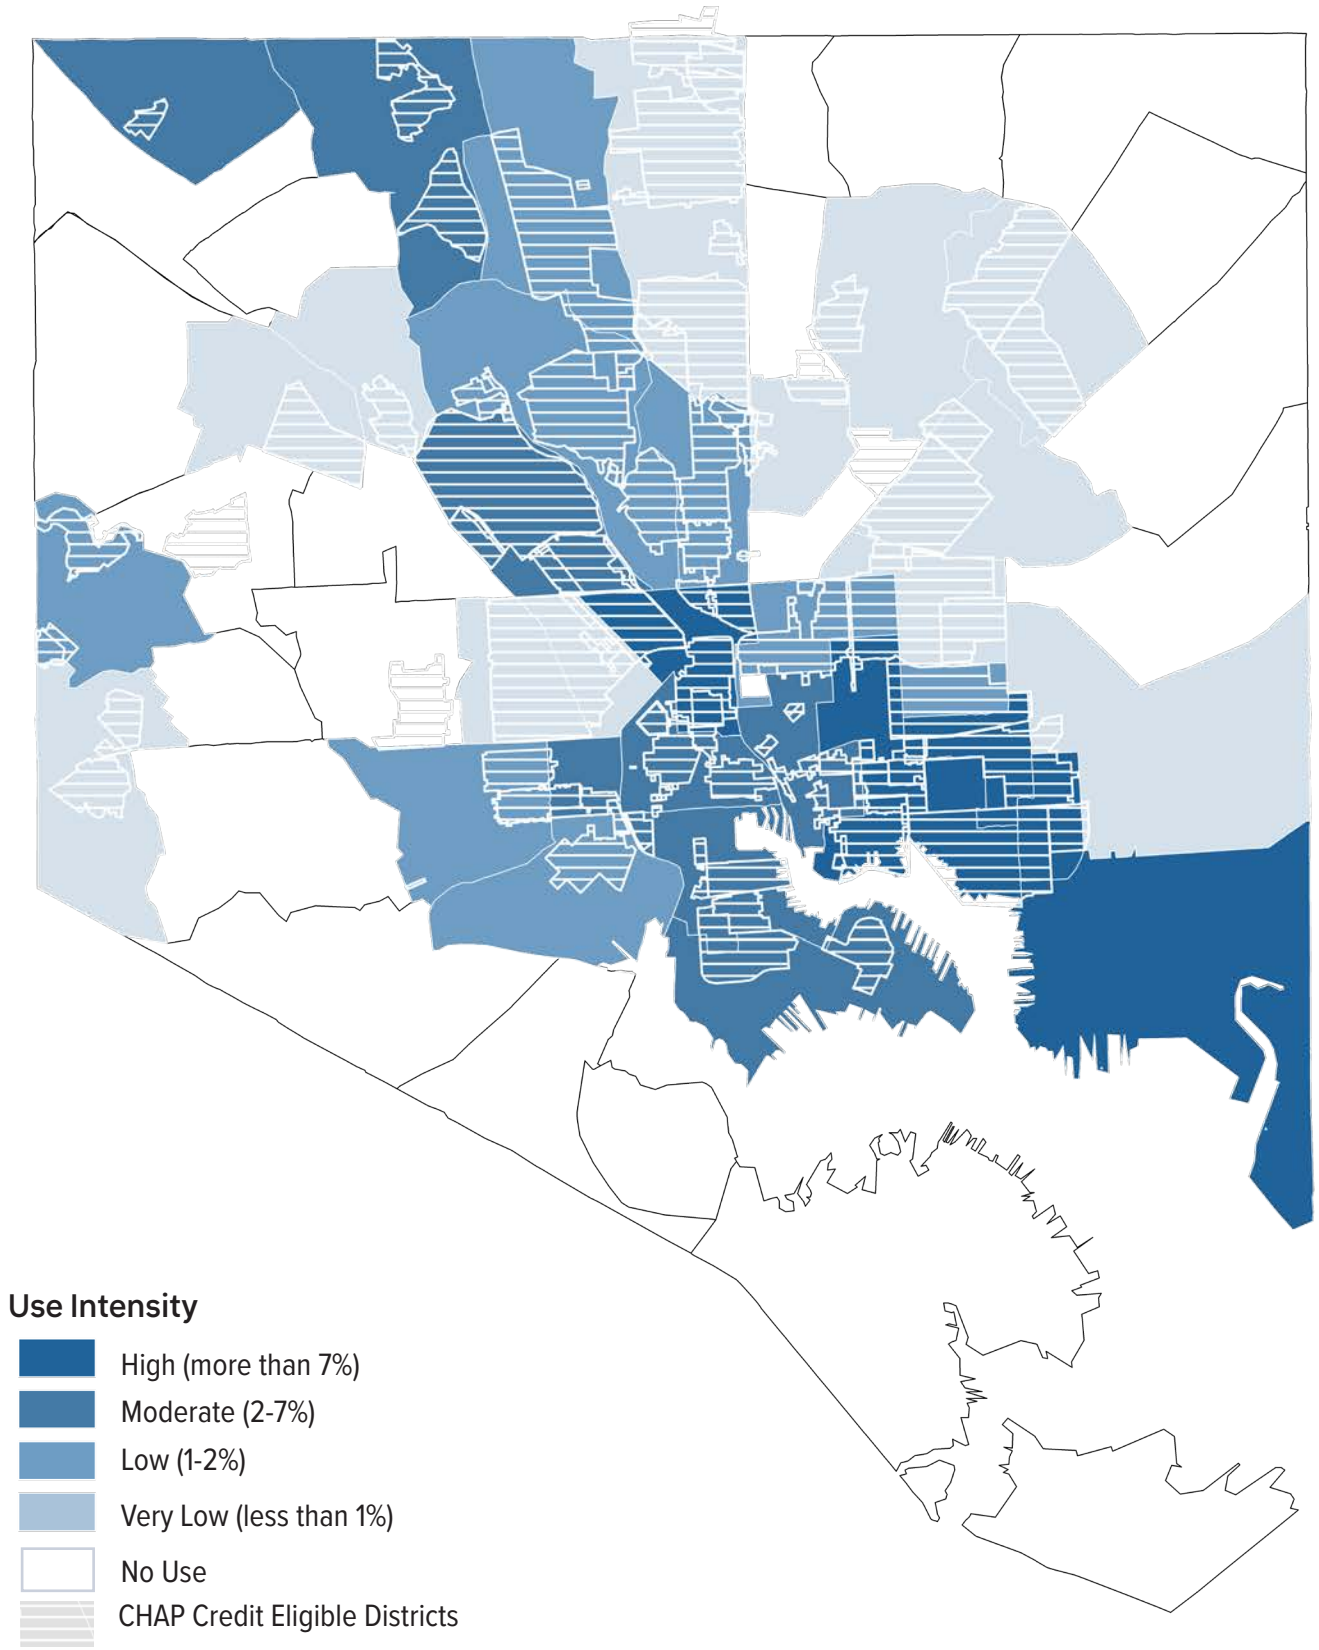 Use Intensity
High (more than 7%)
Moderate (2-7%)
Low (1-2%)
Very Low (less than 1%)
No Use
CHAP Credit Eligible Districts